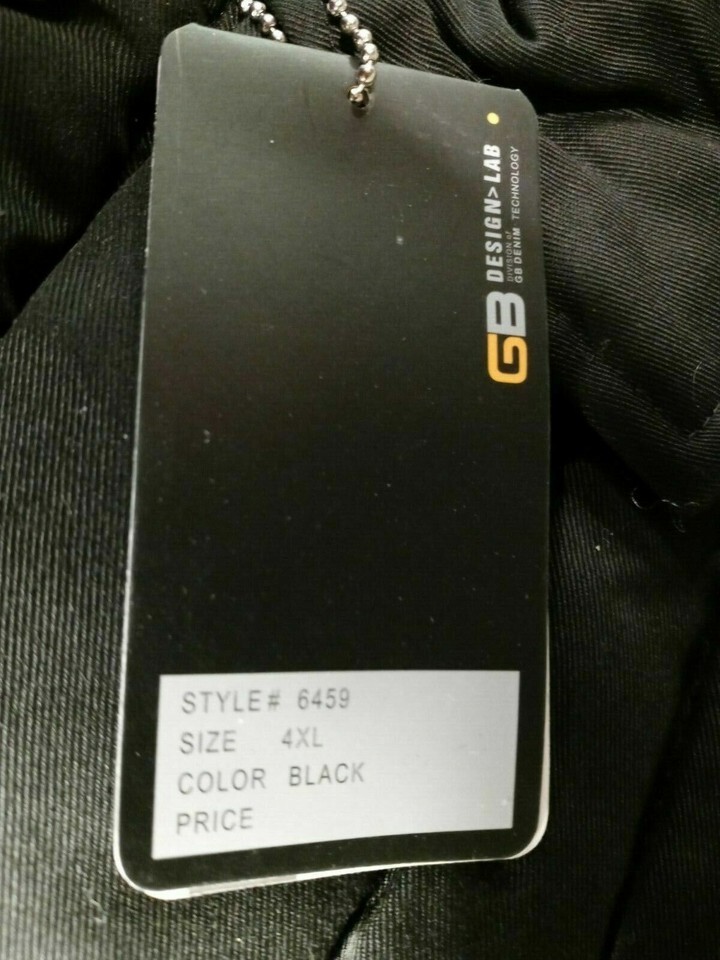 GB
DESIGN>LAB
DIVISION of
GB DENIM TECHNOLOGY
STYLE# 6459
SIZE 4XL
COLOR BLACK
PRICE